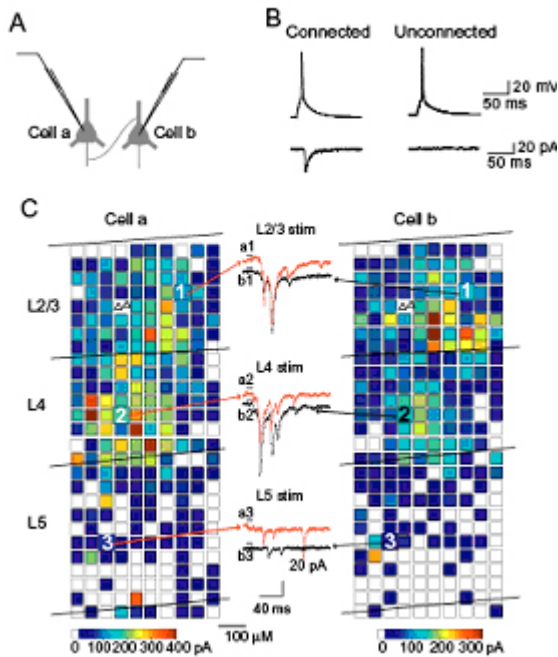 A
Cell a
Cell b
B
Connected
Unconnected
20 mV
50 ms
20 pA
50 ms
C
Cell a
Cell b
L2/3 stim
a1
b1
1
1
L2/3
L4 stim
a2
b2
2
2
L4
L5 stim
a3
b3
3
3
L5
20 pA
40 ms
100 μM
0 100 200 300 400 pA
0 100 200 300 pA